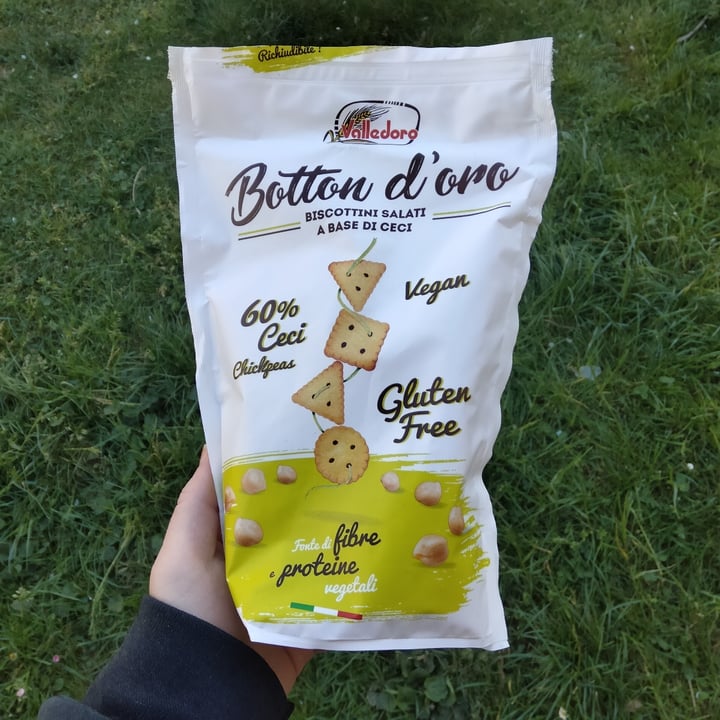 Richiudibile!
Valledoro
Botton d'oro
BISCOTTINI SALATI
A BASE DI CECI
Vegan
60%
Ceci
Chickpeas
Gluten
Free
Fonte di fibre
e proteine
vegetali